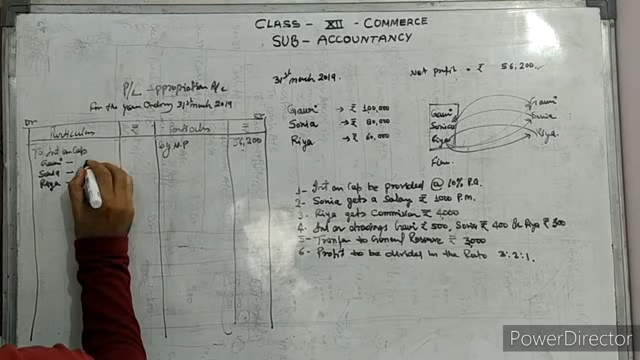 CLASS - XII - COMMERCE
SUB - ACCOUNTANCY
31st march 2019.
Net profit = ₹ 56,200
P/L Appropriation A/c
For the year Ending 31st march 2019
Dr Cr
Particulars ₹ Particulars ₹
To Int on Cap By N.P 56,200
Gauri -
Sonia -
Riya -
Gauri → ₹ 100,000
Sonia → ₹ 80,000
Riya → ₹ 60,000
Gauri Gauri
Sonia Sonia
Riya Riya
Firm
1- Int on Cap be provided @ 10% P.A.
2- Sonia gets a Salary ₹ 1000 P.M.
3- Riya gets Commission ₹ 4000
4- Int on drawings Gauri ₹ 500, Sonia ₹ 400 & Riya ₹ 300
5- Tranfer to General Reserve ₹ 3000
6- Profit to be divided in the Ratio 3:2:1.
PowerDirector